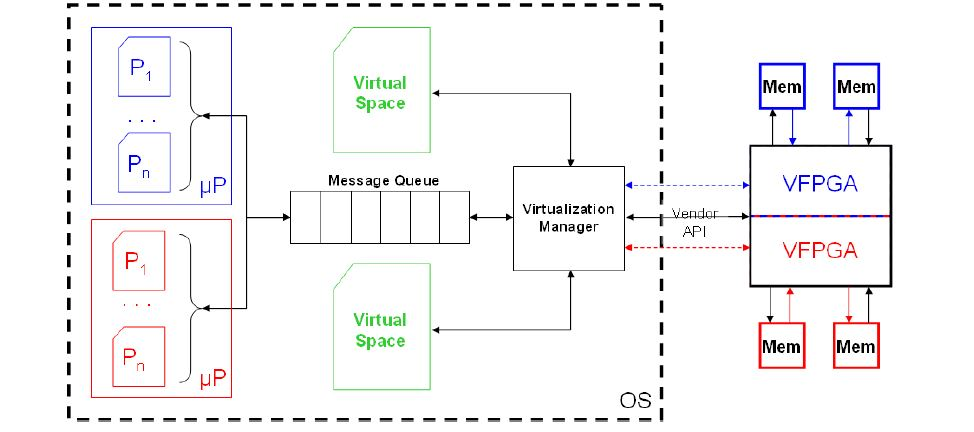 P1
. . .
Pn
μP
P1
. . .
Pn
μP
Virtual
Space
Message Queue
Virtual
Space
Virtualization
Manager
OS
Vendor
API
Mem
Mem
VFPGA
VFPGA
Mem
Mem